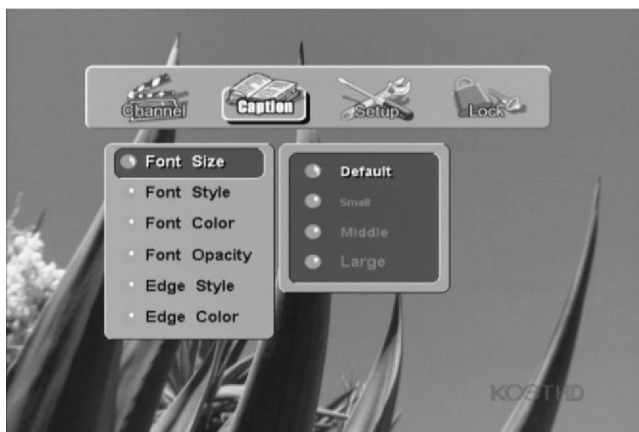 Channel Caption Setup Lock
Font Size
Font Style
Font Color
Font Opacity
Edge Style
Edge Color
Default
Small
Middle
Large
KCETHD